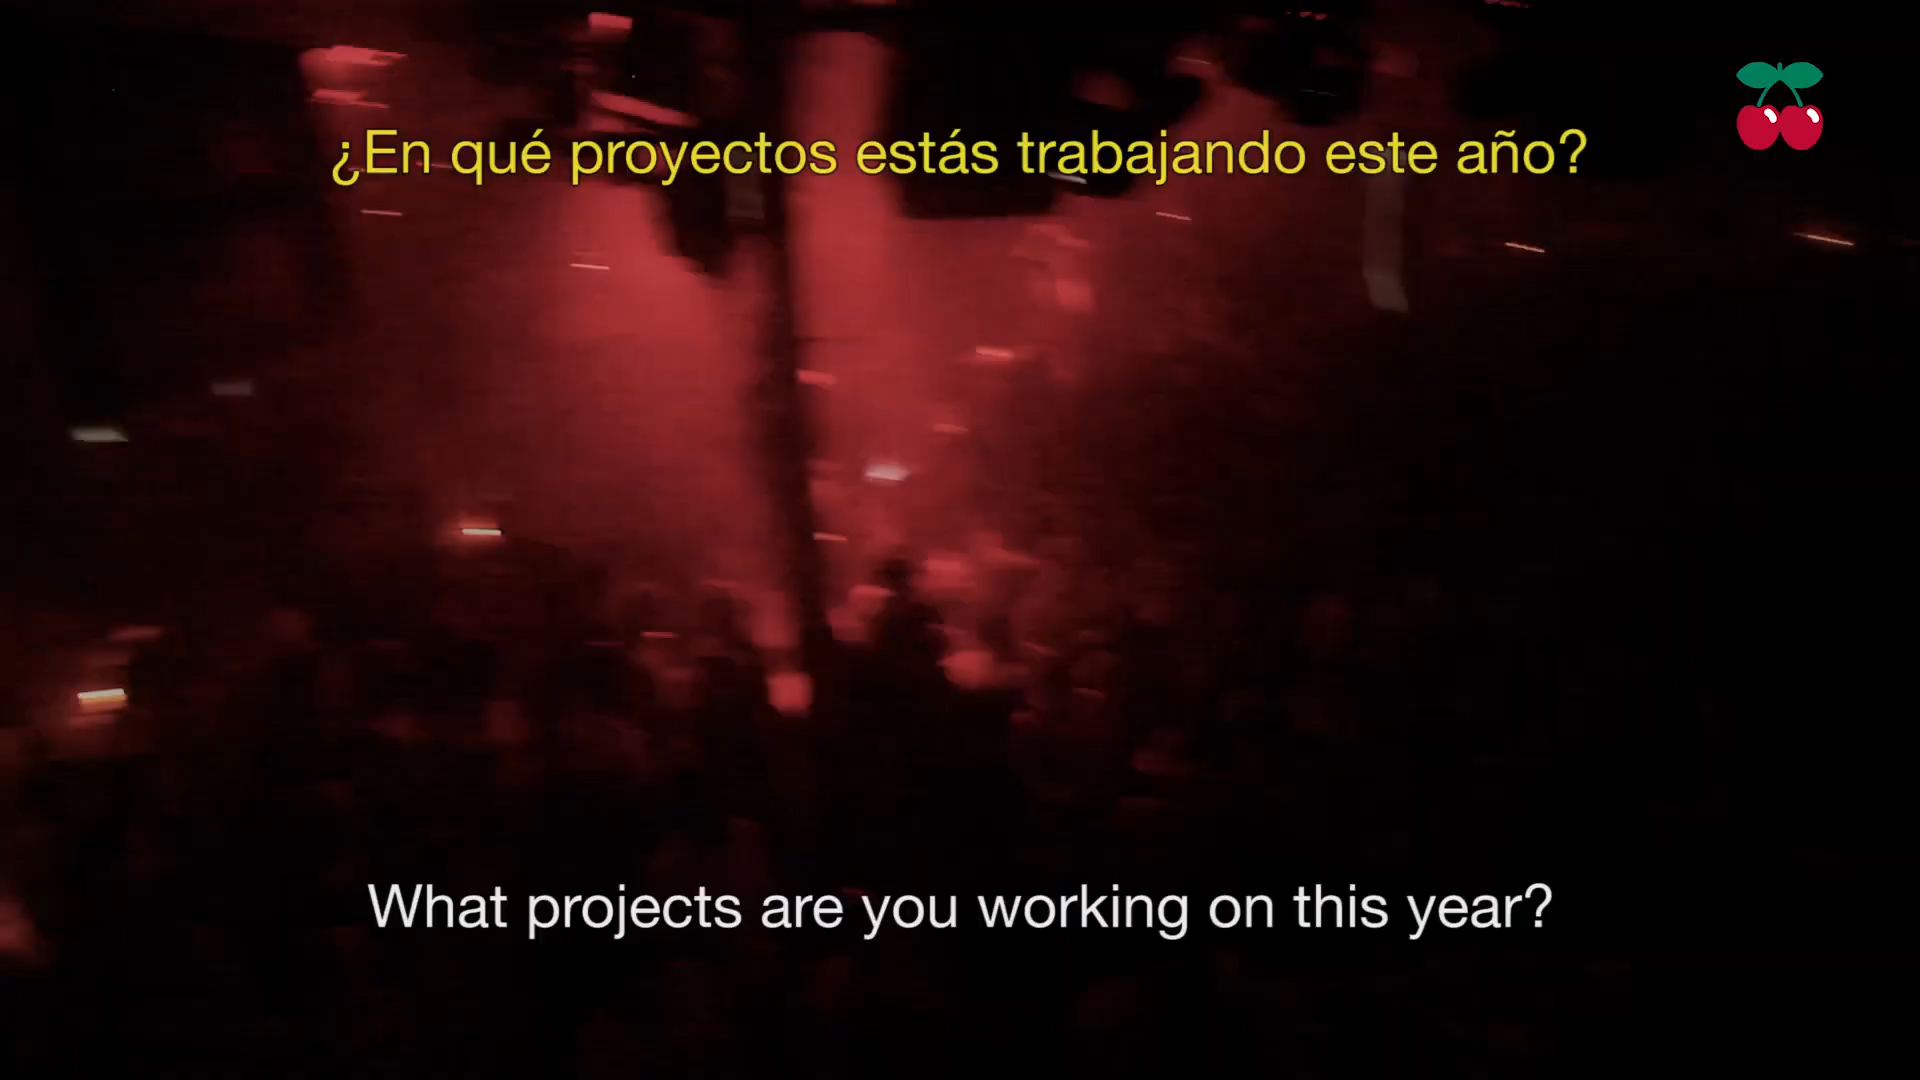 ¿En qué proyectos estás trabajando este año?
What projects are you working on this year?